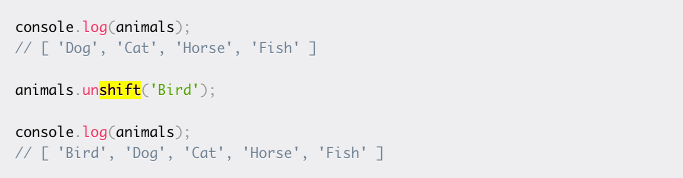 console.log(animals);
// [ 'Dog', 'Cat', 'Horse', 'Fish' ]
animals.unshift('Bird');
console.log(animals);
// [ 'Bird', 'Dog', 'Cat', 'Horse', 'Fish' ]